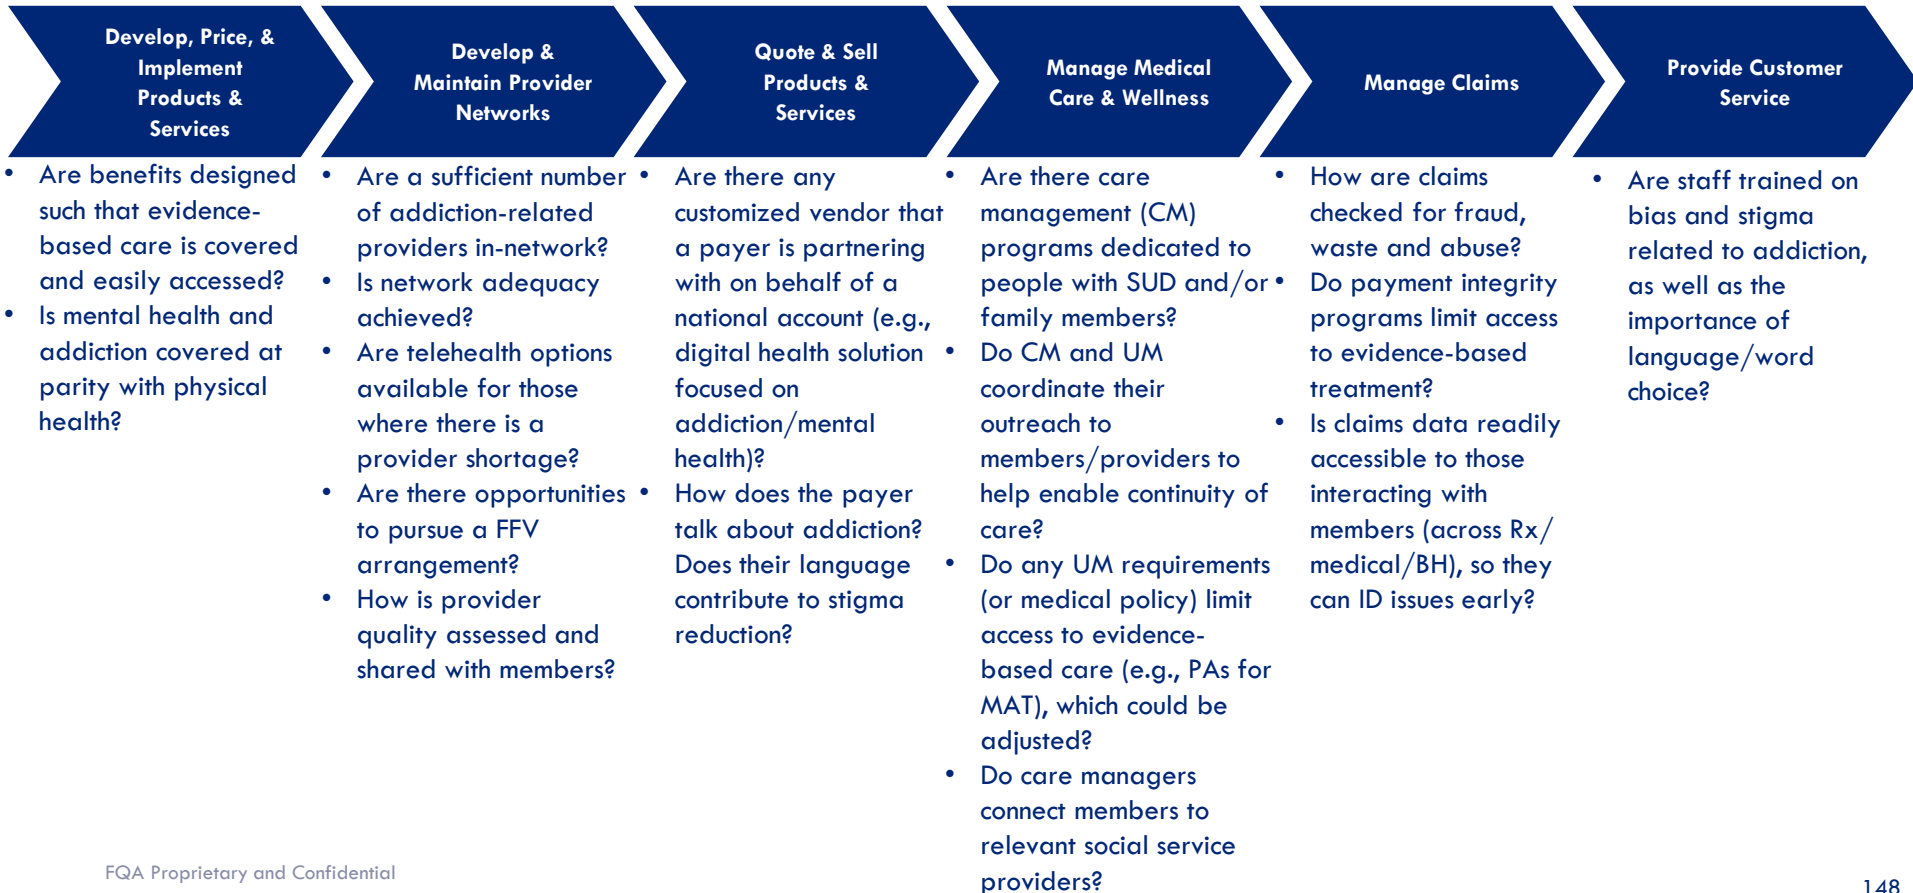 Develop, Price, &
Implement
Products &
Services
Develop &
Maintain Provider
Networks
Quote & Sell
Products &
Services
Manage Medical
Care & Wellness
Manage Claims
Provide Customer
Service
• Are benefits designed
such that evidence-
based care is covered
and easily accessed?
• Is mental health and
addiction covered at
parity with physical
health?
• Are a sufficient number
of addiction-related
providers in-network?
• Is network adequacy
achieved?
• Are telehealth options
available for those
where there is a
provider shortage?
• Are there opportunities
to pursue a FFV
arrangement?
• How is provider
quality assessed and
shared with members?
• Are there any
customized vendor that
a payer is partnering
with on behalf of a
national account (e.g.,
digital health solution
focused on
addiction/mental
health)?
• How does the payer
talk about addiction?
Does their language
contribute to stigma
reduction?
• Are there care
management (CM)
programs dedicated to
people with SUD and/or
family members?
• Do CM and UM
coordinate their
outreach to
members/providers to
help enable continuity of
care?
• Do any UM requirements
(or medical policy) limit
access to evidence-
based care (e.g., PAs for
MAT), which could be
adjusted?
• Do care managers
connect members to
relevant social service
providers?
• How are claims
checked for fraud,
waste and abuse?
• Do payment integrity
programs limit access
to evidence-based
treatment?
• Is claims data readily
accessible to those
interacting with
members (across Rx/
medical/BH), so they
can ID issues early?
• Are staff trained on
bias and stigma
related to addiction,
as well as the
importance of
language/word
choice?
FQA Proprietary and Confidential
148